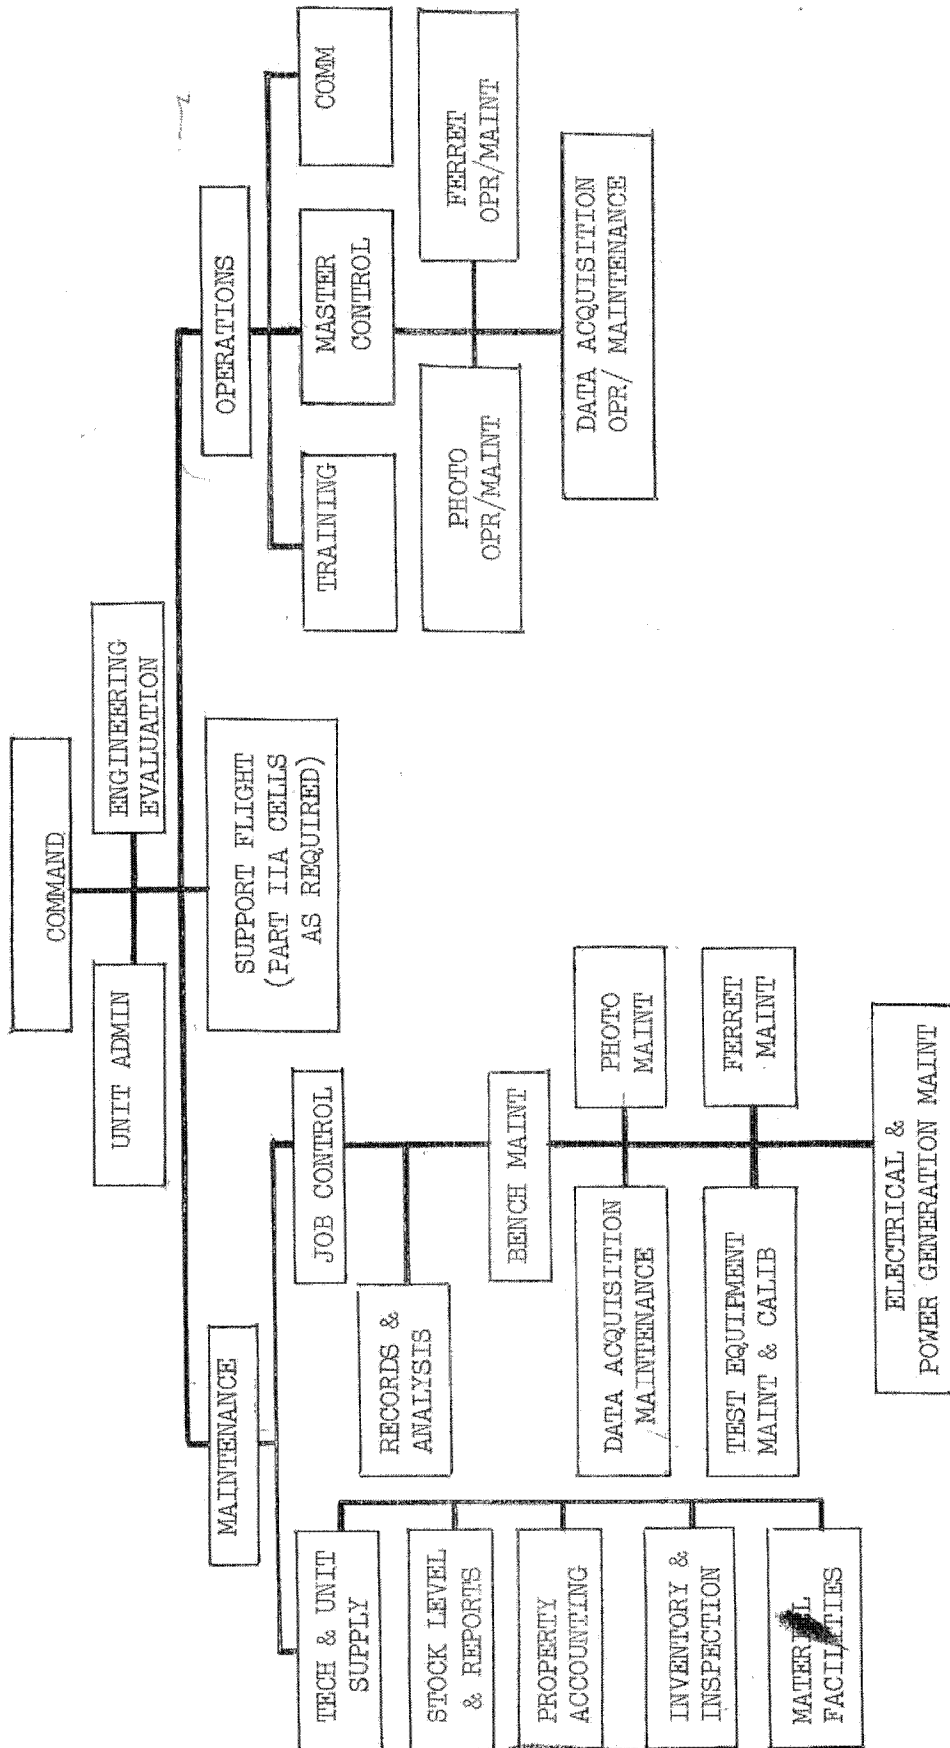 COMMAND
UNIT ADMIN
ENGINEERING
EVALUATION
SUPPORT FLIGHT
(PART IIA CELLS
AS REQUIRED)
MAINTENANCE
OPERATIONS
TECH & UNIT
SUPPLY
STOCK LEVEL
& REPORTS
PROPERTY
ACCOUNTING
INVENTORY &
INSPECTION
MATERIEL
FACILITIES
JOB CONTROL
RECORDS &
ANALYSIS
BENCH MAINT
DATA ACQUISITION
MAINTENANCE
PHOTO
MAINT
TEST EQUIPMENT
MAINT & CALIB
FERRET
MAINT
ELECTRICAL &
POWER GENERATION MAINT
TRAINING
MASTER
CONTROL
COMM
PHOTO
OPR/MAINT
FERRET
OPR/MAINT
DATA ACQUISITION
OPR/ MAINTENANCE